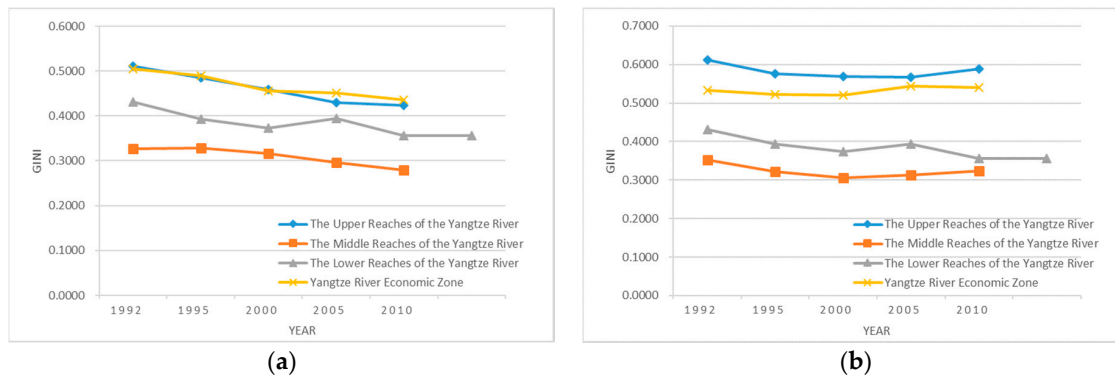 0.6000
0.5000
0.4000
0.3000
0.2000
0.1000
0.0000
GINI
The Upper Reaches of the Yangtze River
The Middle Reaches of the Yangtze River
The Lower Reaches of the Yangtze River
Yangtze River Economic Zone
1992 1995 2000 2005 2010
YEAR
(a)
0.7000
0.6000
0.5000
0.4000
0.3000
0.2000
0.1000
0.0000
GINI
The Upper Reaches of the Yangtze River
The Middle Reaches of the Yangtze River
The Lower Reaches of the Yangtze River
Yangtze River Economic Zone
1992 1995 2000 2005 2010
YEAR
(b)